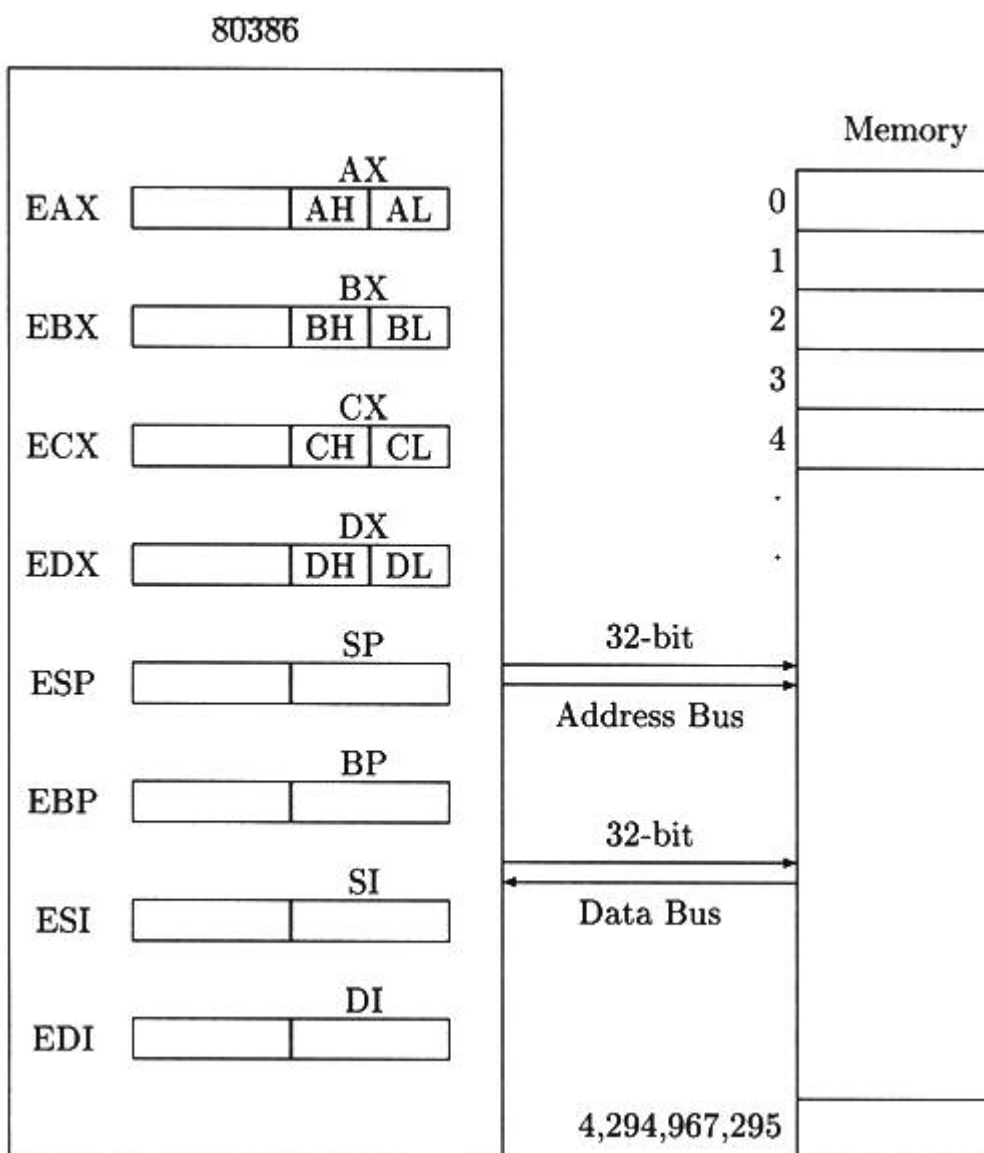 80386
Memory
AX
EAX AH AL
BX
EBX BH BL
CX
ECX CH CL
DX
EDX DH DL
SP
ESP
BP
EBP
SI
ESI
DI
EDI
0
1
2
3
4
.
.
32-bit
Address Bus
32-bit
Data Bus
4,294,967,295